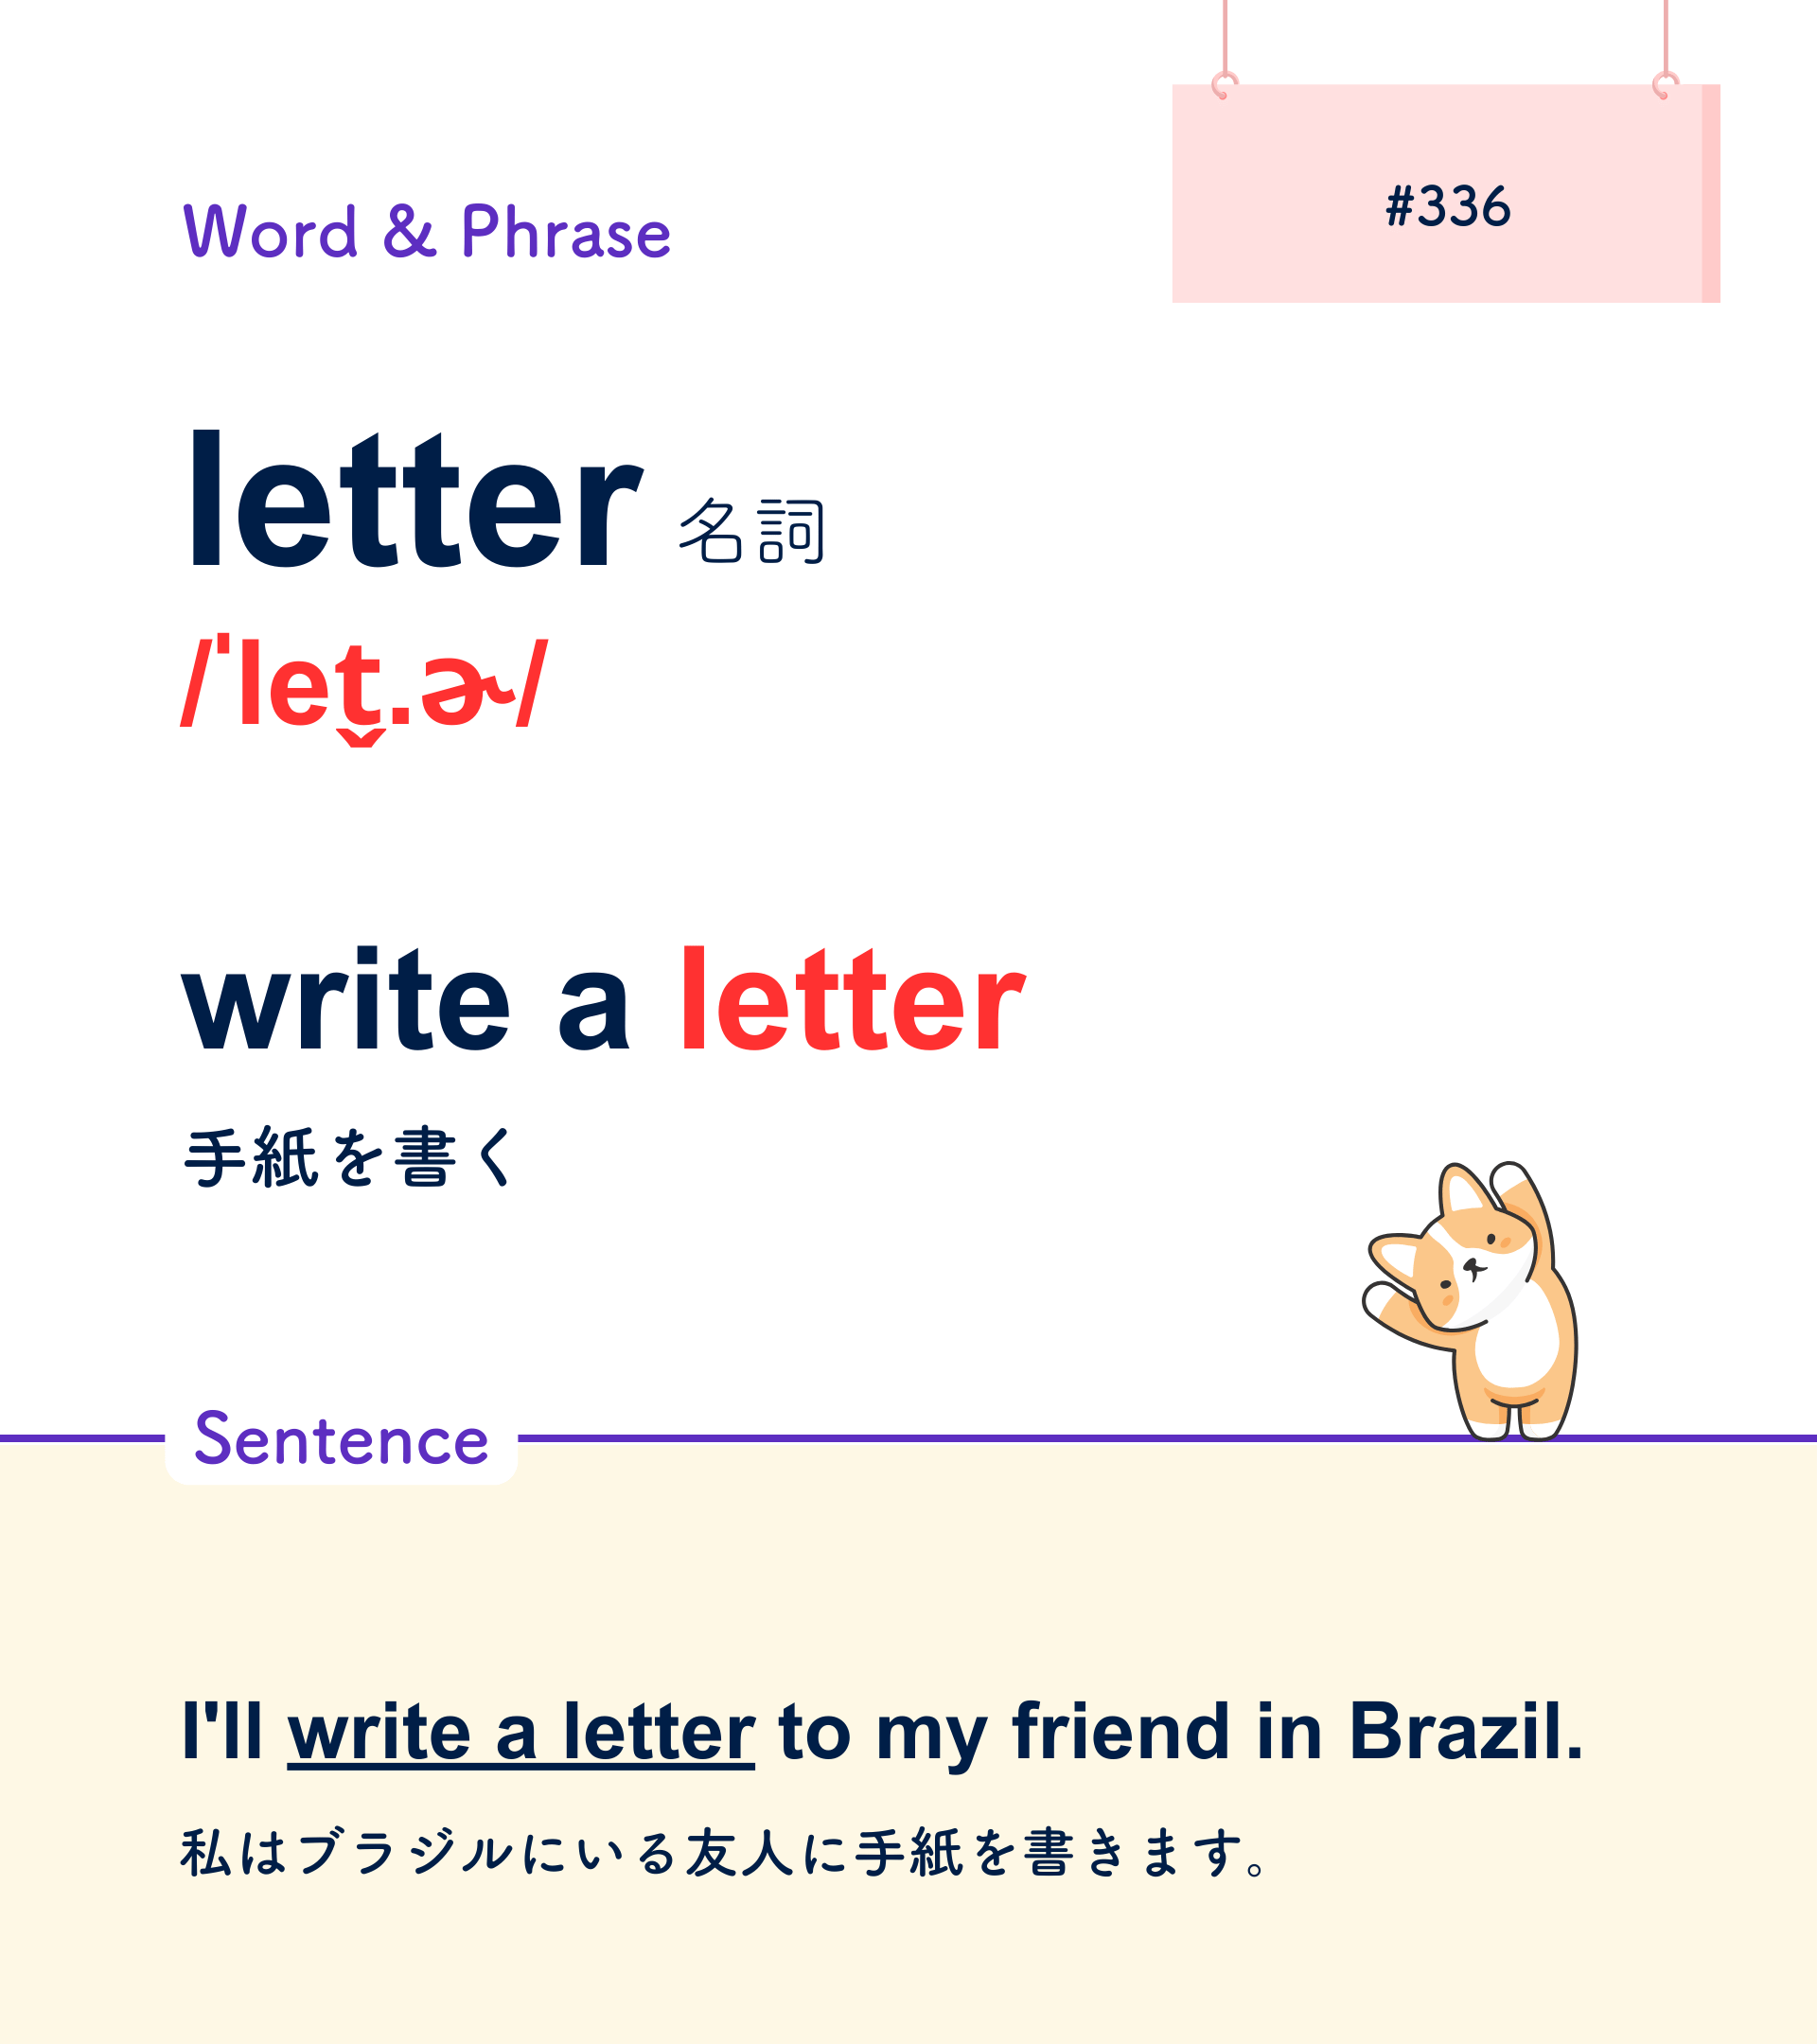 #336
Word & Phrase
letter 名詞
/ˈlet̬.ɚ/
write a letter
手紙を書く
Sentence
I'll write a letter to my friend in Brazil.
私はブラジルにいる友人に手紙を書きます。